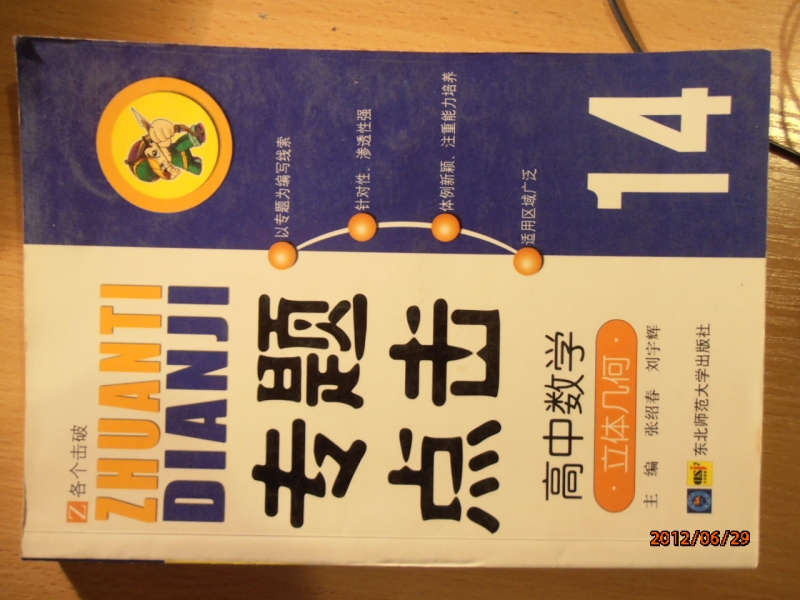 各个击破
ZHUANTI
DIANJI
专题
点击
以专题为编写线索
针对性、渗透性强
体例新颖、注重能力培养
适用区域广泛
14
高中数学
·立体几何·
主 编 张绍春 刘宇辉
东北师范大学出版社
2012/06/29